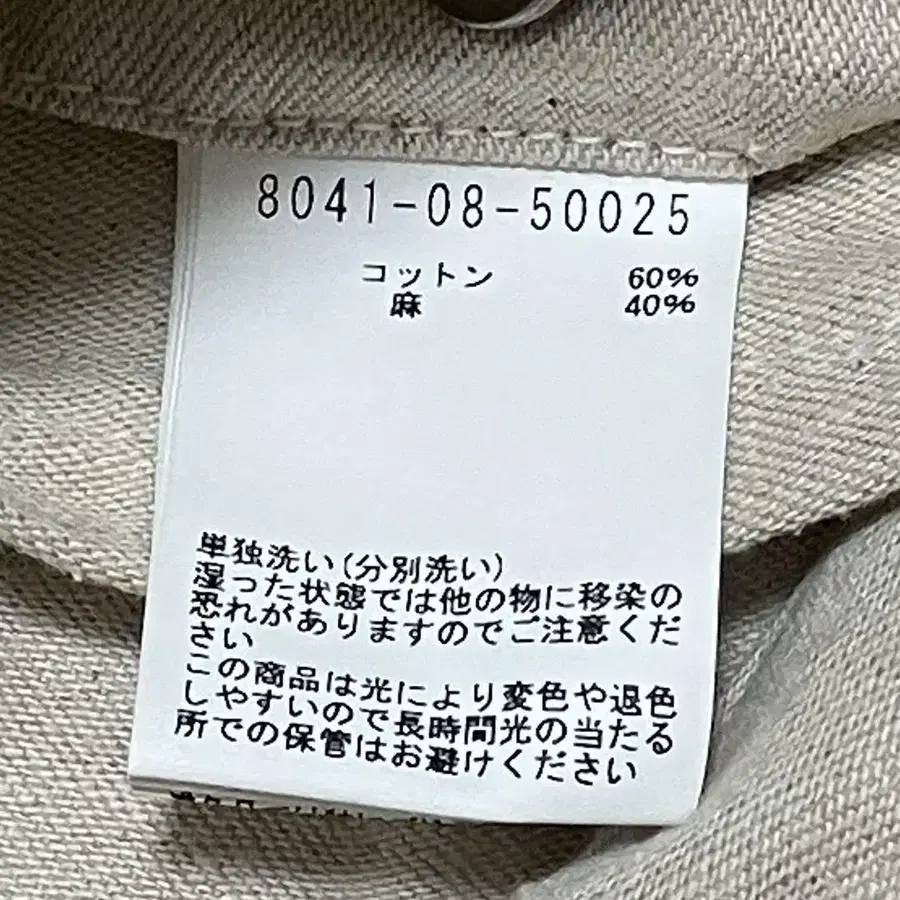 8041-08-50025
コットン 60%
麻 40%
単独洗い(分別洗い)
湿った状態では他の物に移染の
恐れがありますのでご注意くだ
さい
この商品は光により変色や退色
しやすいので長時間光の当たる
所での保管はお避けください